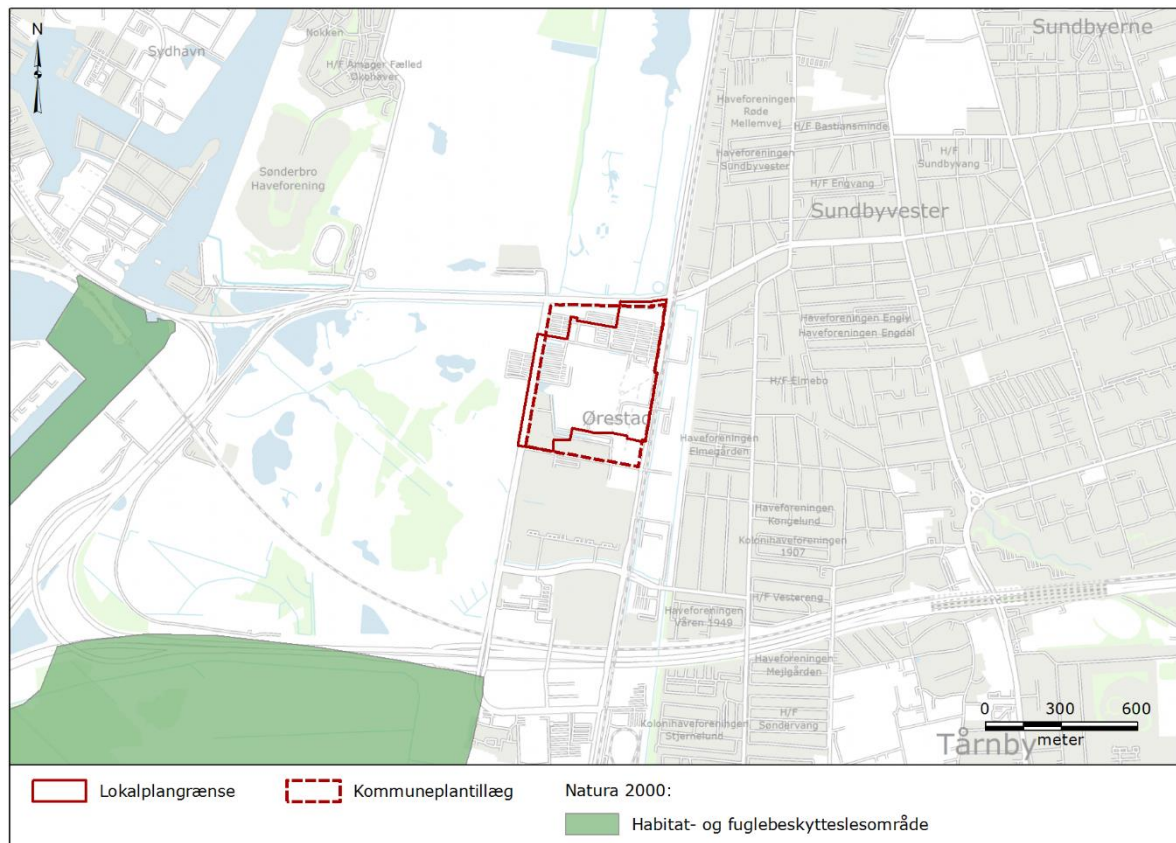 N
Sydhavn
Nokken
H/F Amager Fælled
Økohaver
Sundbyerne
Haveforeningen
Røde
Mellemvej
H/F Bastiansminde
Haveforeningen
Sundbyvester
H/F
Sundbyvang
H/F Engvang
Sønderbro
Haveforening
Sundbyvester
Haveforeningen Englv
Haveforeningen Engdal
H/F Elmebo
Ørestad
Haveforeningen
Elmegården
Haveforeningen
Kongelund
Kolonihaveforeningen
1907
H/F Vestereng
Haveforeningen
Våren 1949
Haveforeningen
Mejlgården
H/F
Søndervang
Kolonihaveforeningen
Stjernelund
0 300 600
meter
Tårnby
Lokalplangrænse
Kommuneplantillæg
Natura 2000:
Habitat- og fuglebeskyttelsesområde